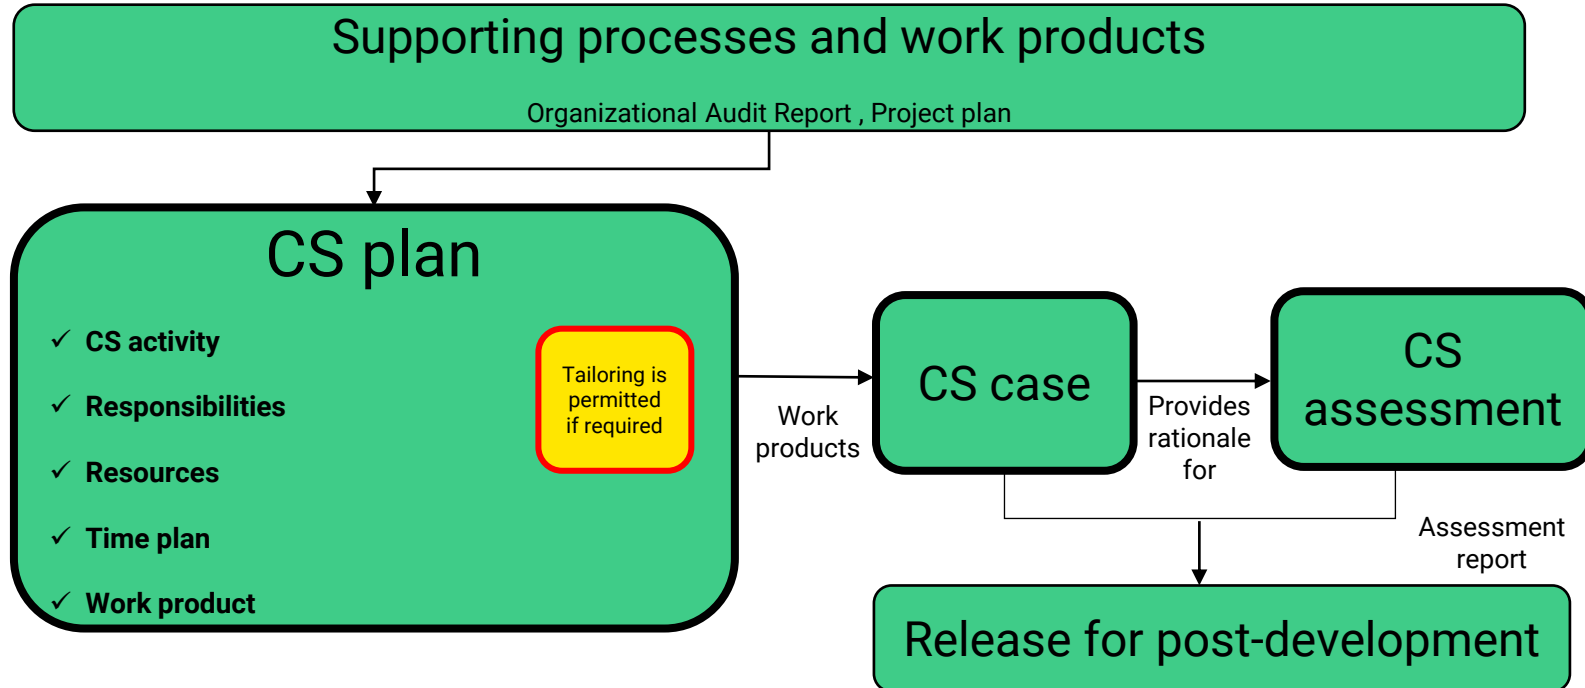 Supporting processes and work products
Organizational Audit Report , Project plan
CS plan
✓ CS activity
✓ Responsibilities
✓ Resources
✓ Time plan
✓ Work product
Tailoring is
permitted
if required
Work
products
CS case
Provides
rationale
for
CS
assessment
Assessment
report
Release for post-development